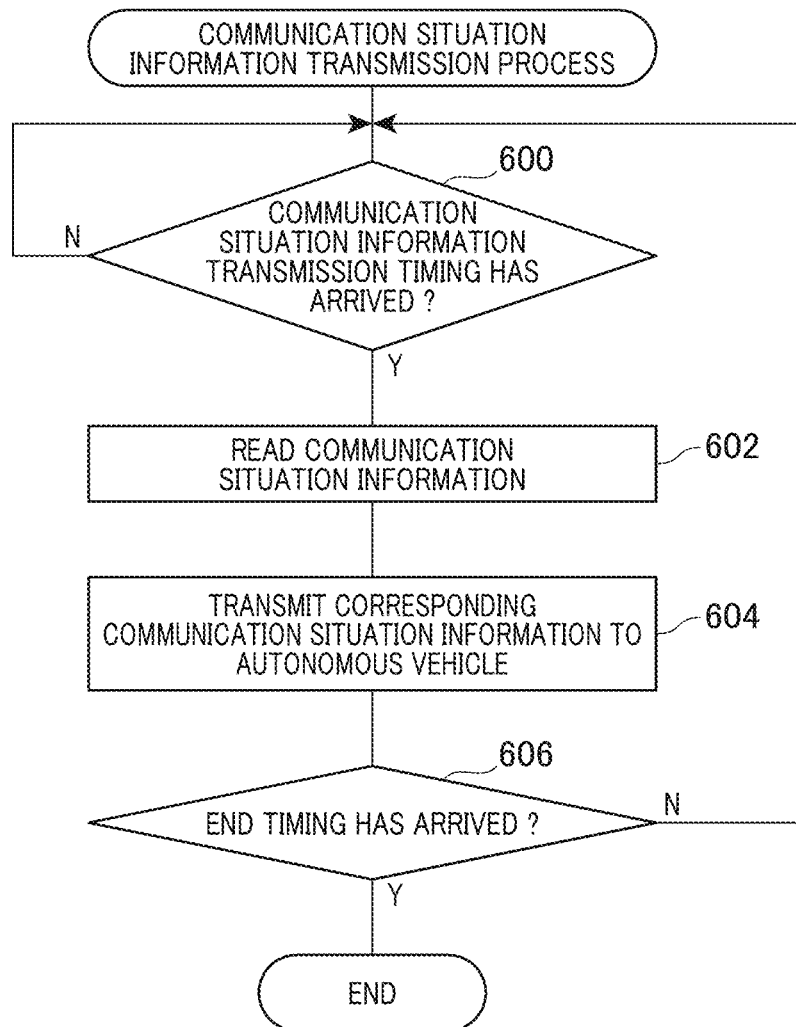 COMMUNICATION SITUATION
INFORMATION TRANSMISSION PROCESS
600
COMMUNICATION
SITUATION INFORMATION
TRANSMISSION TIMING HAS
ARRIVED ?
N
Y
READ COMMUNICATION
SITUATION INFORMATION
602
TRANSMIT CORRESPONDING
COMMUNICATION SITUATION INFORMATION TO
AUTONOMOUS VEHICLE
604
606
END TIMING HAS ARRIVED ?
N
Y
END